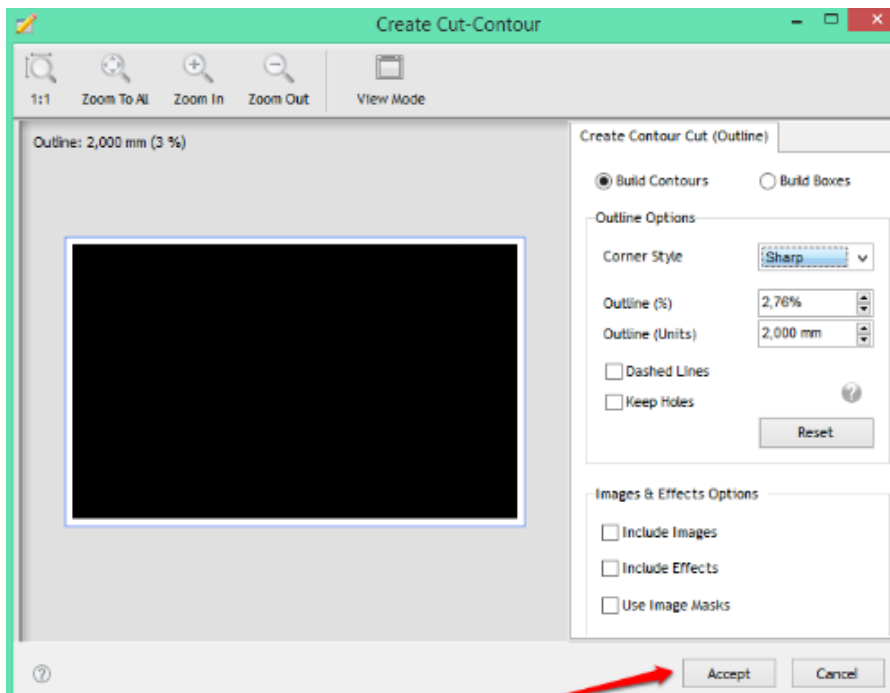 Create Cut-Contour
1:1 Zoom To All Zoom In Zoom Out View Mode
Outline: 2,000 mm (3 %)
Create Contour Cut (Outline)
Build Contours Build Boxes
Outline Options
Corner Style Sharp
Outline (%) 2,76%
Outline (Units) 2,000 mm
Dashed Lines
Keep Holes
?
Reset
Images & Effects Options
Include Images
Include Effects
Use Image Masks
? Accept Cancel